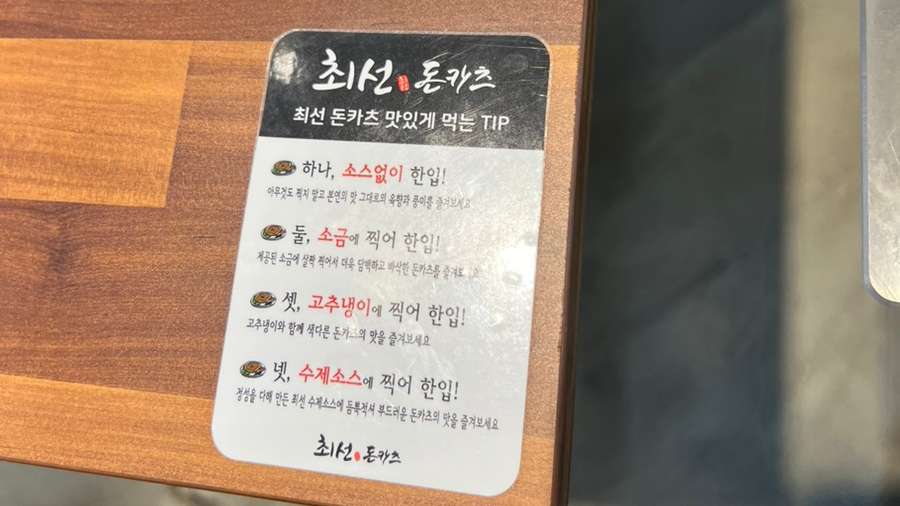 최선 돈카츠
최선 돈카츠 맛있게 먹는 TIP
하나, 소스없이 한입!
아무것도 찍지 말고 본연의 맛 그대로의 육향과 풍미를 즐겨보세요
둘, 소금에 찍어 한입!
제공된 소금에 살짝 찍어서 더욱 담백하고 바삭한 돈카츠를 즐겨보세요
셋, 고추냉이에 찍어 한입!
고추냉이와 함께 색다른 돈카츠의 맛을 즐겨보세요
넷, 수제소스에 찍어 한입!
정성을 다해 만든 최선 수제소스에 듬뿍적셔 부드러운 돈카츠의 맛을 즐겨보세요
최선 돈카츠